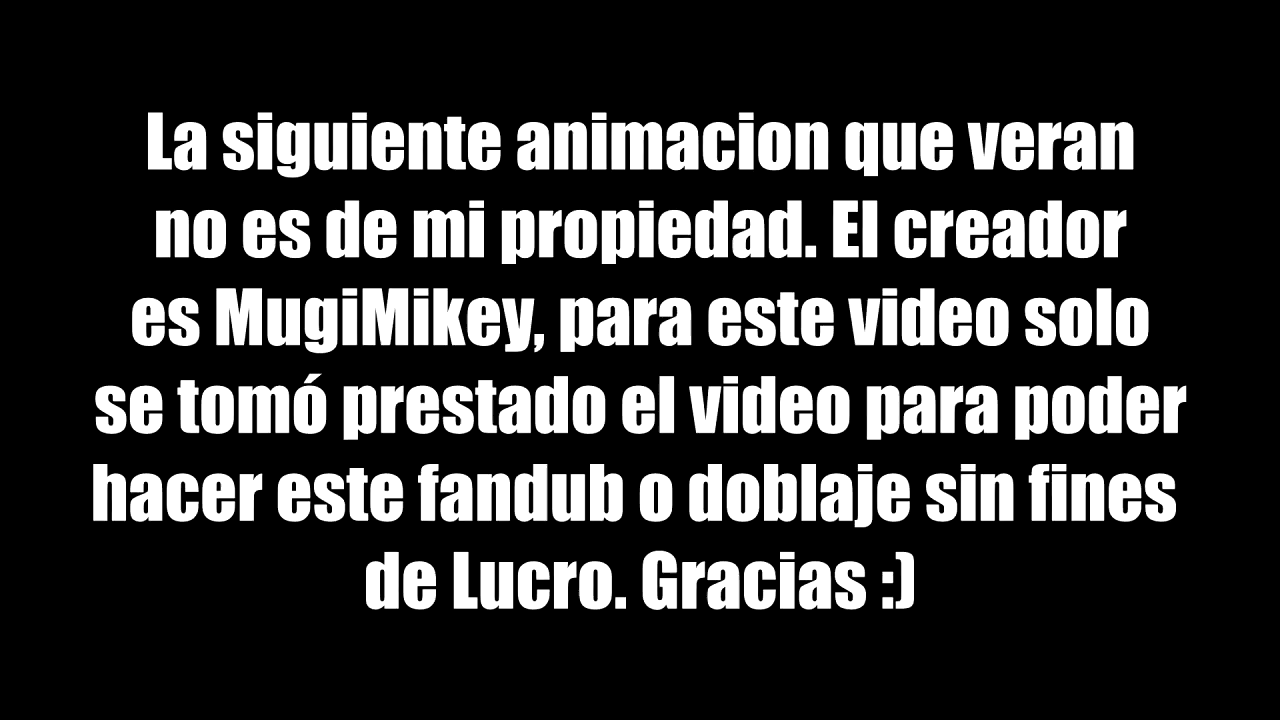 La siguiente animacion que veran
no es de mi propiedad. El creador
es MugiMikey, para este video solo
se tomó prestado el video para poder
hacer este fandub o doblaje sin fines
de Lucro. Gracias :)